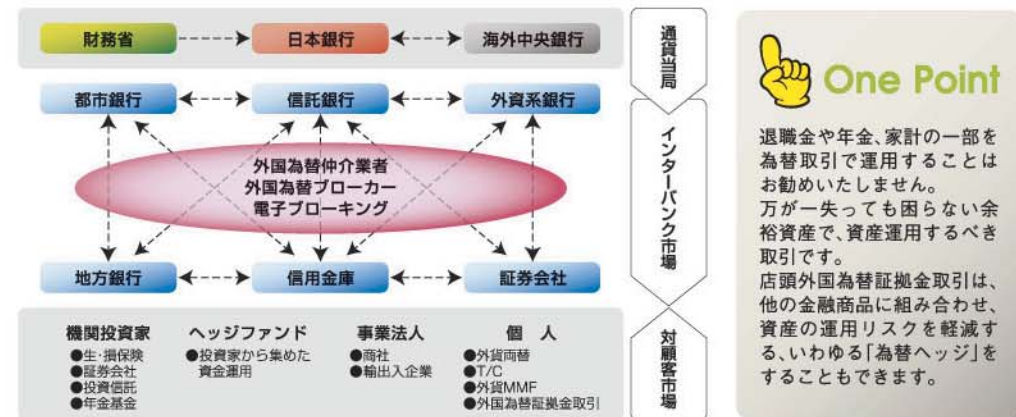 財務省
日本銀行
海外中央銀行
通貨当局
都市銀行
信託銀行
外資系銀行
外国為替仲介業者
外国為替ブローカー
電子ブローキング
インターバンク市場
地方銀行
信用金庫
証券会社
機関投資家
●生・損保険
●証券会社
●投資信託
●年金基金
ヘッジファンド
●投資家から集めた
資金運用
事業法人
●商社
●輸出入企業
個 人
●外貨両替
●T/C
●外貨MMF
●外国為替証拠金取引
対顧客市場
One Point
退職金や年金、家計の一部を
為替取引で運用することは
お勧めいたしません。
万が一失っても困らない余
裕資産で、資産運用するべき
取引です。
店頭外国為替証拠金取引は、
他の金融商品に組み合わせ、
資産の運用リスクを軽減す
る、いわゆる「為替ヘッジ」を
することもできます。